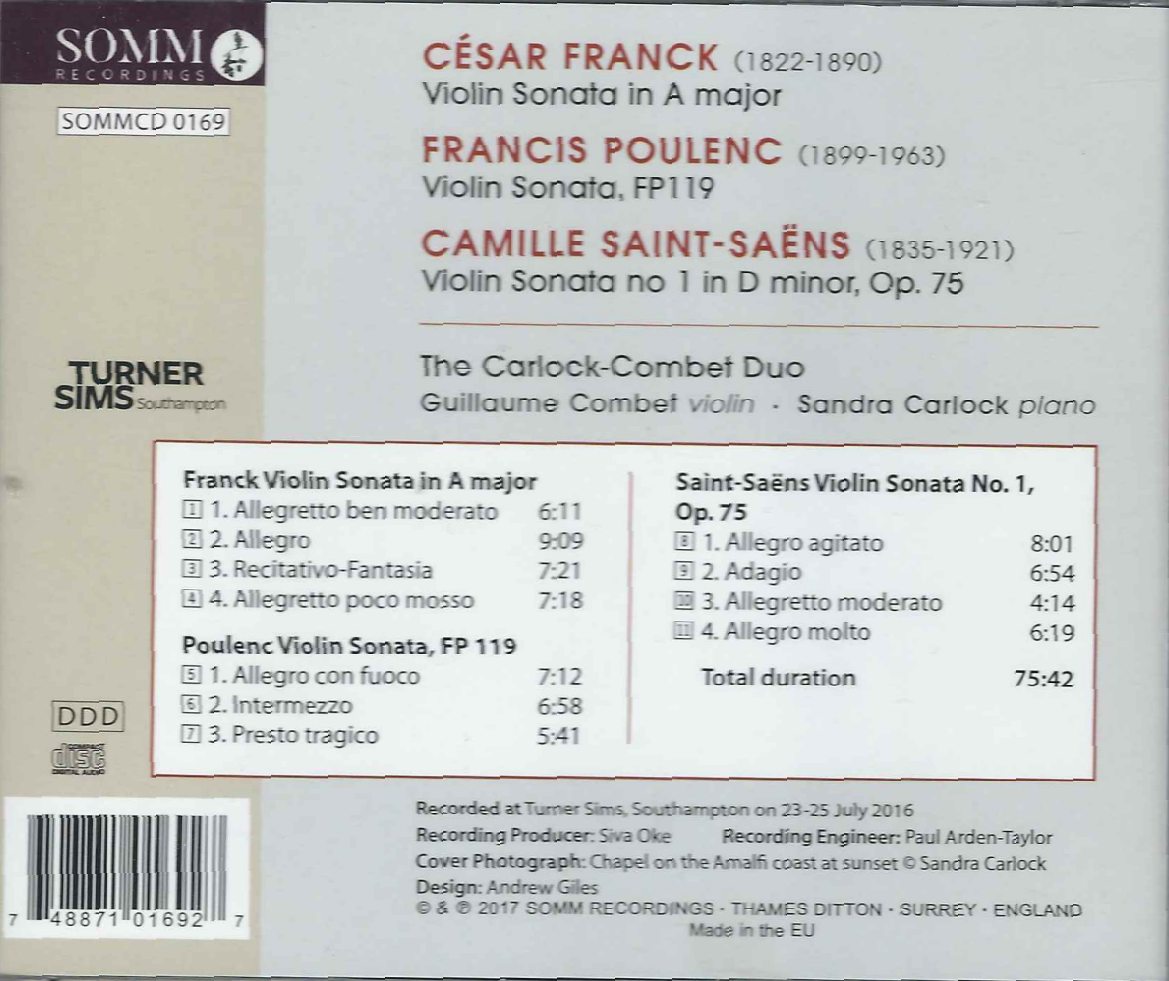 SOMM
RECORDINGS
SOMMCD 0169
CÉSAR FRANCK (1822-1890)
Violin Sonata in A major
FRANCIS POULENC (1899-1963)
Violin Sonata, FP119
CAMILLE SAINT-SAËNS (1835-1921)
Violin Sonata no 1 in D minor, Op. 75
The Carlock-Combet Duo
Guillaume Combet violin · Sandra Carlock piano
TURNER
SIMS Southampton
Franck Violin Sonata in A major
1 1. Allegretto ben moderato 6:11
2 2. Allegro 9:09
3 3. Recitativo-Fantasia 7:21
4 4. Allegretto poco mosso 7:18
Poulenc Violin Sonata, FP 119
5 1. Allegro con fuoco 7:12
6 2. Intermezzo 6:58
7 3. Presto tragico 5:41
Saint-Saëns Violin Sonata No. 1,
Op. 75
8 1. Allegro agitato 8:01
9 2. Adagio 6:54
10 3. Allegretto moderato 4:14
11 4. Allegro molto 6:19
Total duration 75:42
DDD
COMPACT
disc
DIGITAL AUDIO
Recorded at Turner Sims, Southampton on 23-25 July 2016
Recording Producer: Siva Oke Recording Engineer: Paul Arden-Taylor
Cover Photograph: Chapel on the Amalfi coast at sunset © Sandra Carlock
Design: Andrew Giles
© & ℗ 2017 SOMM RECORDINGS · THAMES DITTON · SURREY · ENGLAND
Made in the EU
7 48871 01692 7